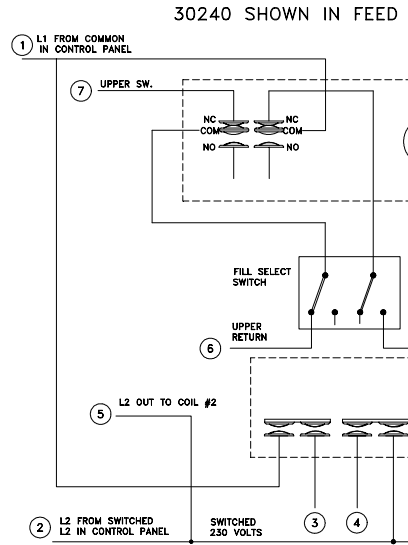 30240 SHOWN IN FEED
1
L1 FROM COMMON
IN CONTROL PANEL
7
UPPER SW.
NC
NC
COM
COM
NO
NO
FILL SELECT
SWITCH
UPPER
RETURN
6
L2 OUT TO COIL #2
5
3
4
2
L2 FROM SWITCHED
L2 IN CONTROL PANEL
SWITCHED
230 VOLTS